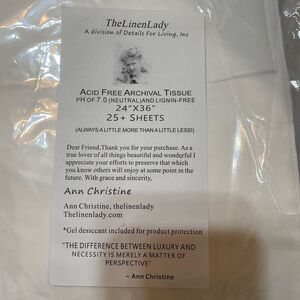 TheLinenLady
A division of Details For Living, Inc
ACID FREE ARCHIVAL TISSUE
PH OF 7.0 (NEUTRAL)AND LIGNIN-FREE
24"X36"
25+ SHEETS
(ALWAYS A LITTLE MORE THAN A LITTLE LESS!)
Dear Friend,Thank you for your purchase. As a
true lover of all things beautiful and wonderful I
appreciate your efforts to preserve that which
you know others will enjoy at some point in the
future. With grace and sincerity,
Ann Christine
Ann Christine, thelinenlady
Thelinenlady.com
*Gel desiccant included for product protection
"THE DIFFERENCE BETWEEN LUXURY AND
NECESSITY IS MERELY A MATTER OF
PERSPECTIVE"
~ Ann Christine